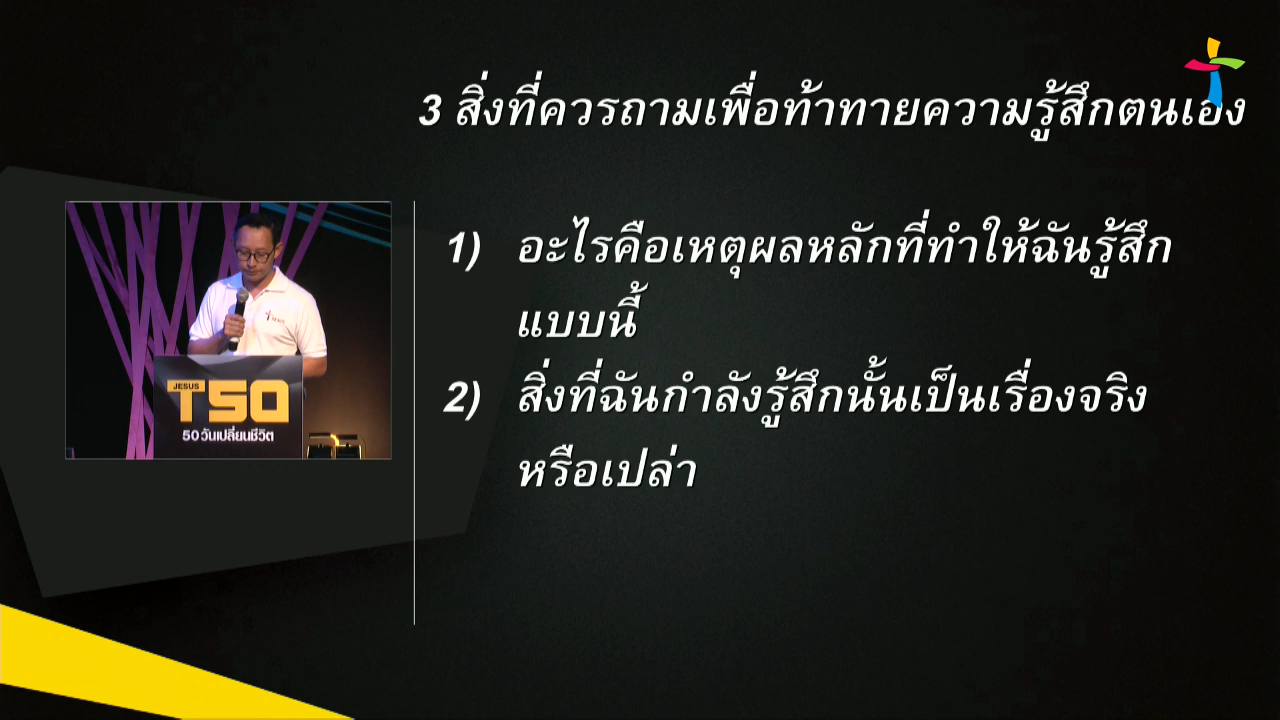 3 สิ่งที่ควรถามเพื่อท้าทายความรู้สึกตนเอง
1) อะไรคือเหตุผลหลักที่ทำให้ฉันรู้สึก
แบบนี้
2) สิ่งที่ฉันกำลังรู้สึกนั้นเป็นเรื่องจริง
หรือเปล่า
JESUS
T50
50 วันเปลี่ยนชีวิต